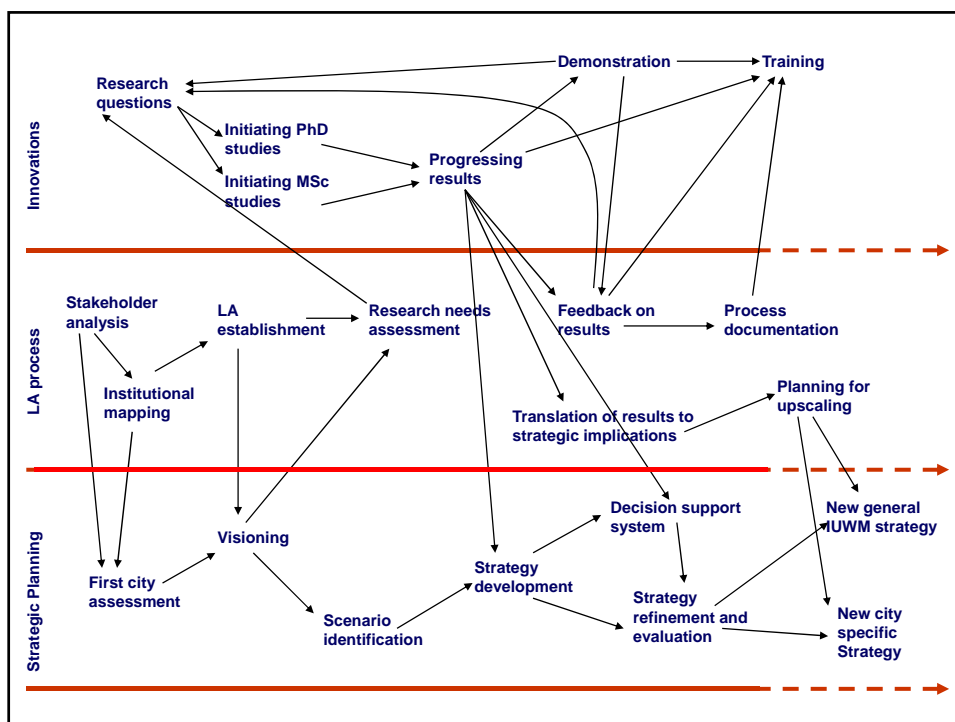 Innovations
Research
questions
Initiating PhD
studies
Initiating MSc
studies
Progressing
results
Demonstration
Training
LA process
Stakeholder
analysis
Institutional
mapping
LA
establishment
Research needs
assessment
Feedback on
results
Process
documentation
Translation of results to
strategic implications
Planning for
upscaling
Strategic Planning
First city
assessment
Visioning
Scenario
identification
Strategy
development
Decision support
system
Strategy
refinement and
evaluation
New general
IUWM strategy
New city
specific
Strategy